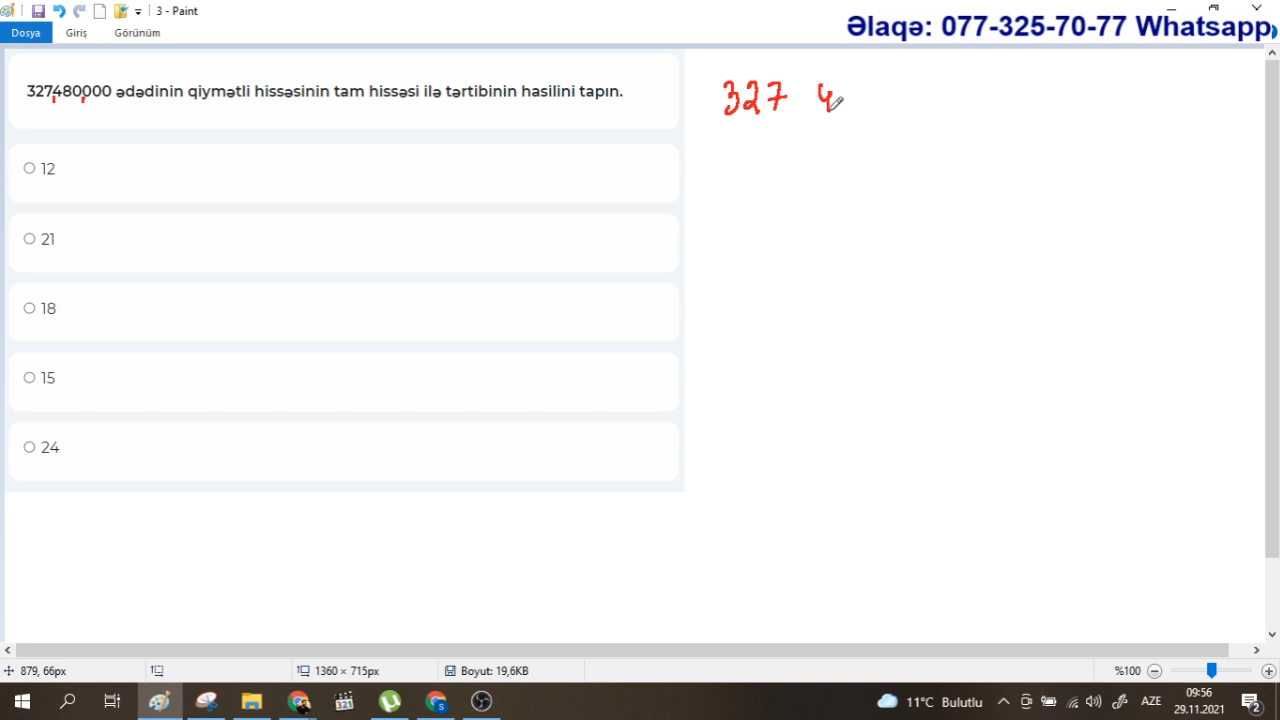 3 - Paint
Əlaqə: 077-325-70-77 Whatsapp
Dosya Giriş Görünüm
327480000 ədədinin qiymətli hissəsinin tam hissəsi ilə tərtibinin hasilini tapın.
327 4
12
21
18
15
24
879, 66px 1360 × 715px Boyut: 19,6KB %100
11°C Bulutlu AZE 09:56 29.11.2021 2